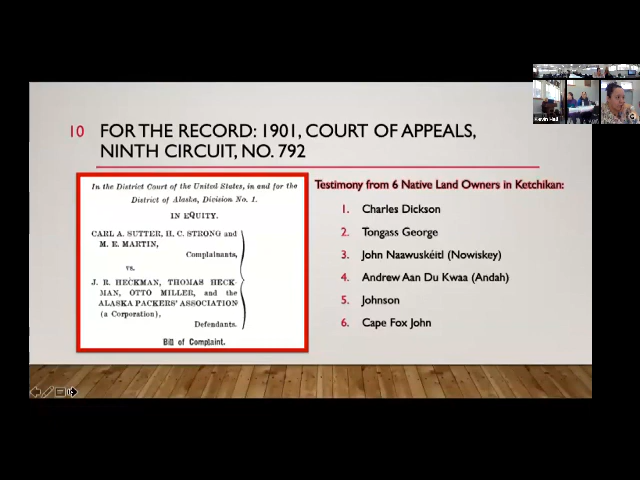 10 FOR THE RECORD: 1901, COURT OF APPEALS,
NINTH CIRCUIT, NO. 792
In the District Court of the United States, in and for the
District of Alaska, Division No. 1.
IN EQUITY.
CARL A. SUTTER, H. C. STRONG and
M. E. MARTIN,
Complainants,
vs.
J. R. HECKMAN, THOMAS HECK-
MAN, OTTO MILLER, and the
ALASKA PACKERS' ASSOCIATION
(a Corporation),
Defendants.
Bill of Complaint.
Testimony from 6 Native Land Owners in Ketchikan:
1. Charles Dickson
2. Tongass George
3. John Naawuskéitl (Nowiskey)
4. Andrew Aan Du Kwaa (Andah)
5. Johnson
6. Cape Fox John
Kevin Hall